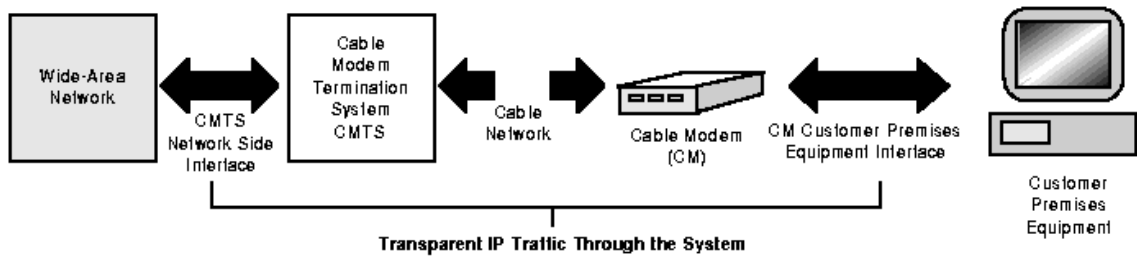 Wide-Area
Network
CMTS
Network Side
Interface
Cable
Modem
Termination
System
CMTS
Cable
Network
Cable Modem
(CM)
CM Customer Premises
Equipment Interface
Customer
Premises
Equipment
Transparent IP Traffic Through the System